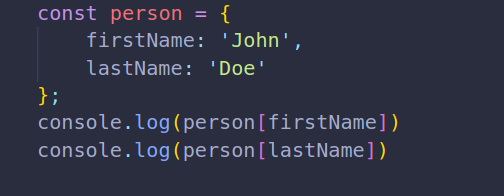 const person = {
    firstName: 'John',
    lastName: 'Doe'
};
console.log(person[firstName])
console.log(person[lastName])